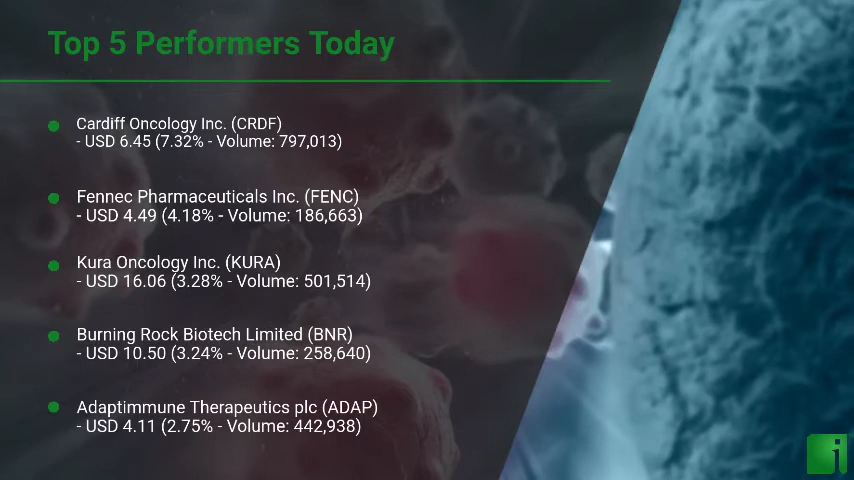 Top 5 Performers Today
Cardiff Oncology Inc. (CRDF)
- USD 6.45 (7.32% - Volume: 797,013)
Fennec Pharmaceuticals Inc. (FENC)
- USD 4.49 (4.18% - Volume: 186,663)
Kura Oncology Inc. (KURA)
- USD 16.06 (3.28% - Volume: 501,514)
Burning Rock Biotech Limited (BNR)
- USD 10.50 (3.24% - Volume: 258,640)
Adaptimmune Therapeutics plc (ADAP)
- USD 4.11 (2.75% - Volume: 442,938)
i